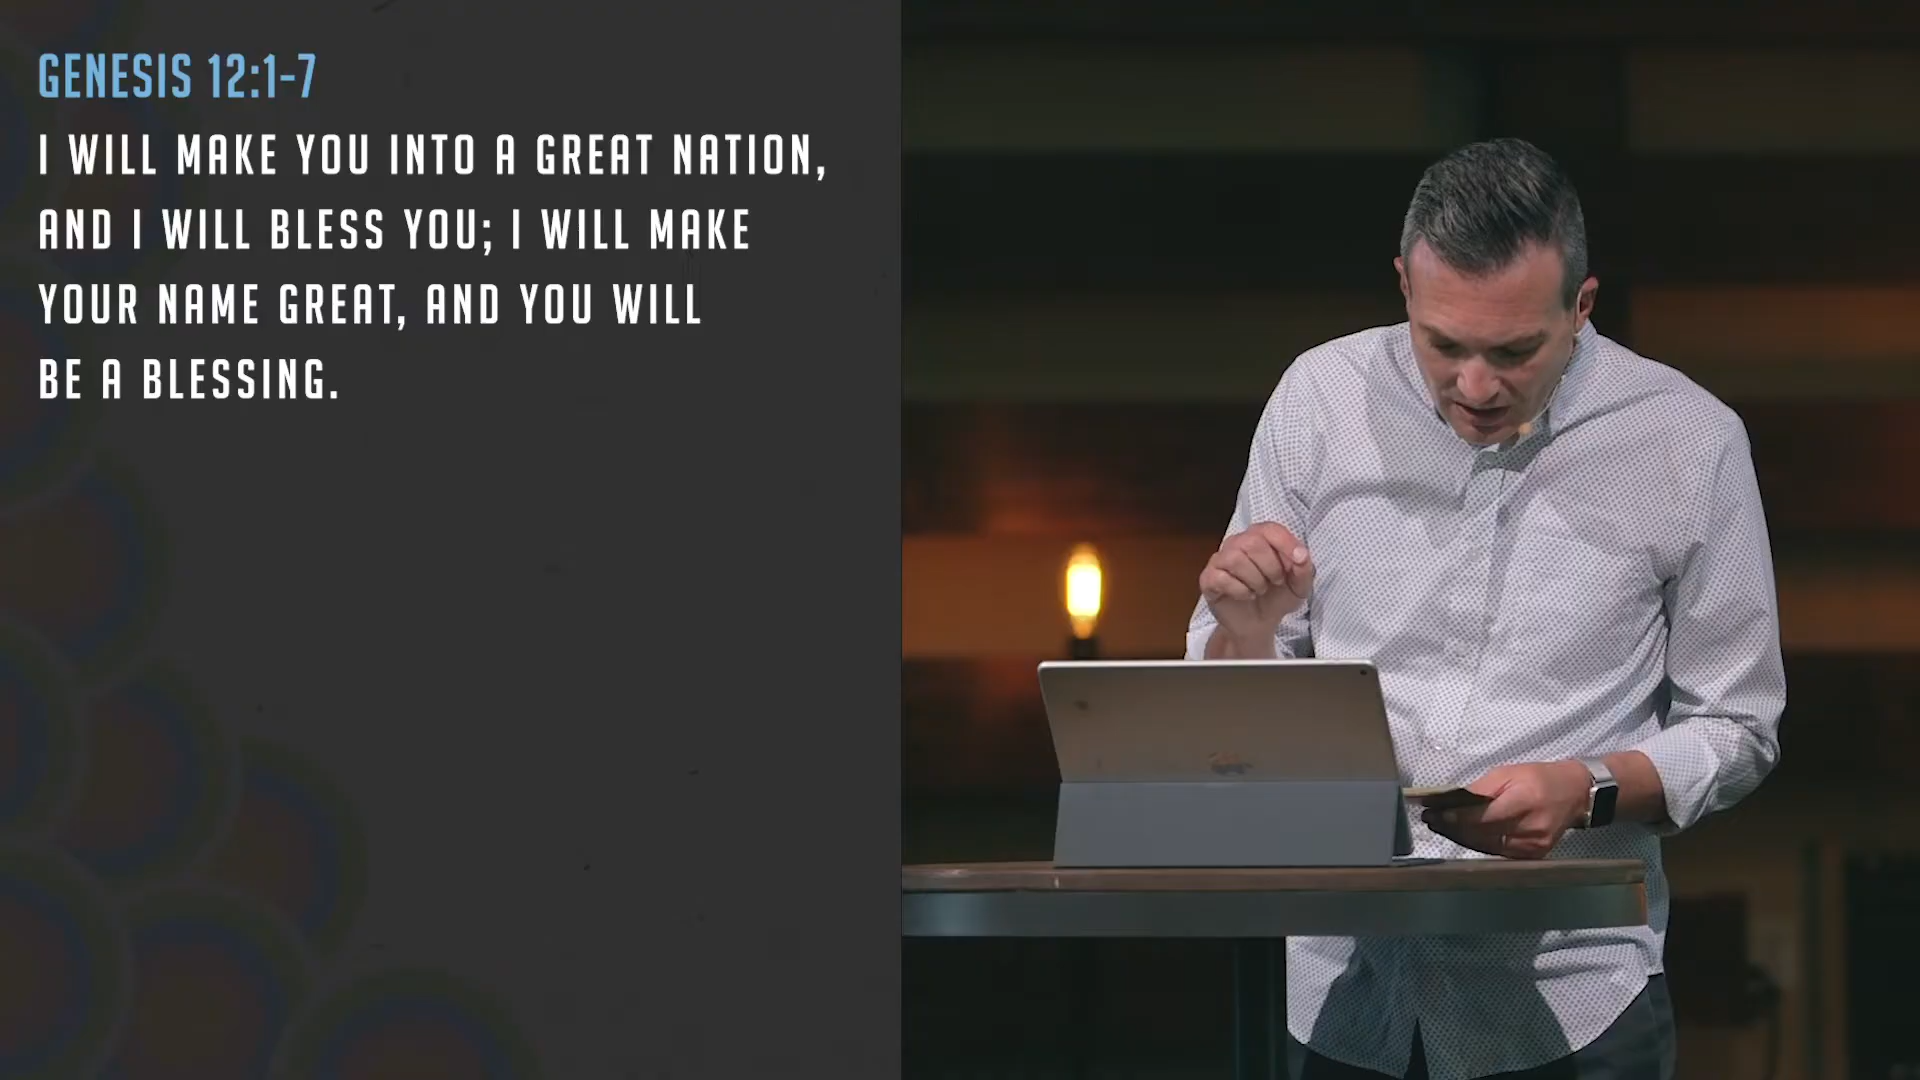 GENESIS 12:1-7
I WILL MAKE YOU INTO A GREAT NATION,
AND I WILL BLESS YOU; I WILL MAKE
YOUR NAME GREAT, AND YOU WILL
BE A BLESSING.